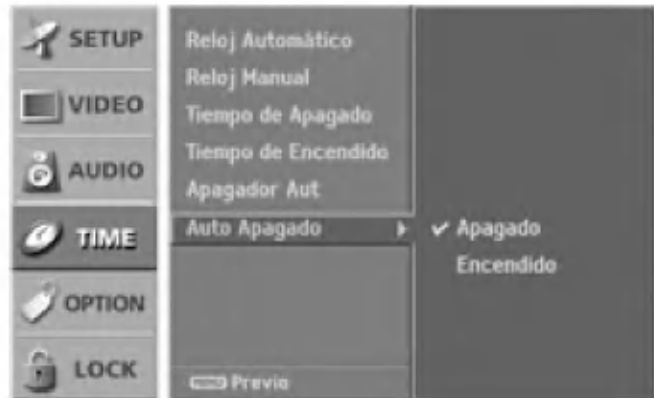 SETUP
VIDEO
AUDIO
TIME
OPTION
LOCK
Reloj Automático
Reloj Manual
Tiempo de Apagado
Tiempo de Encendido
Apagador Aut
Auto Apagado
✓ Apagado
Encendido
Previo